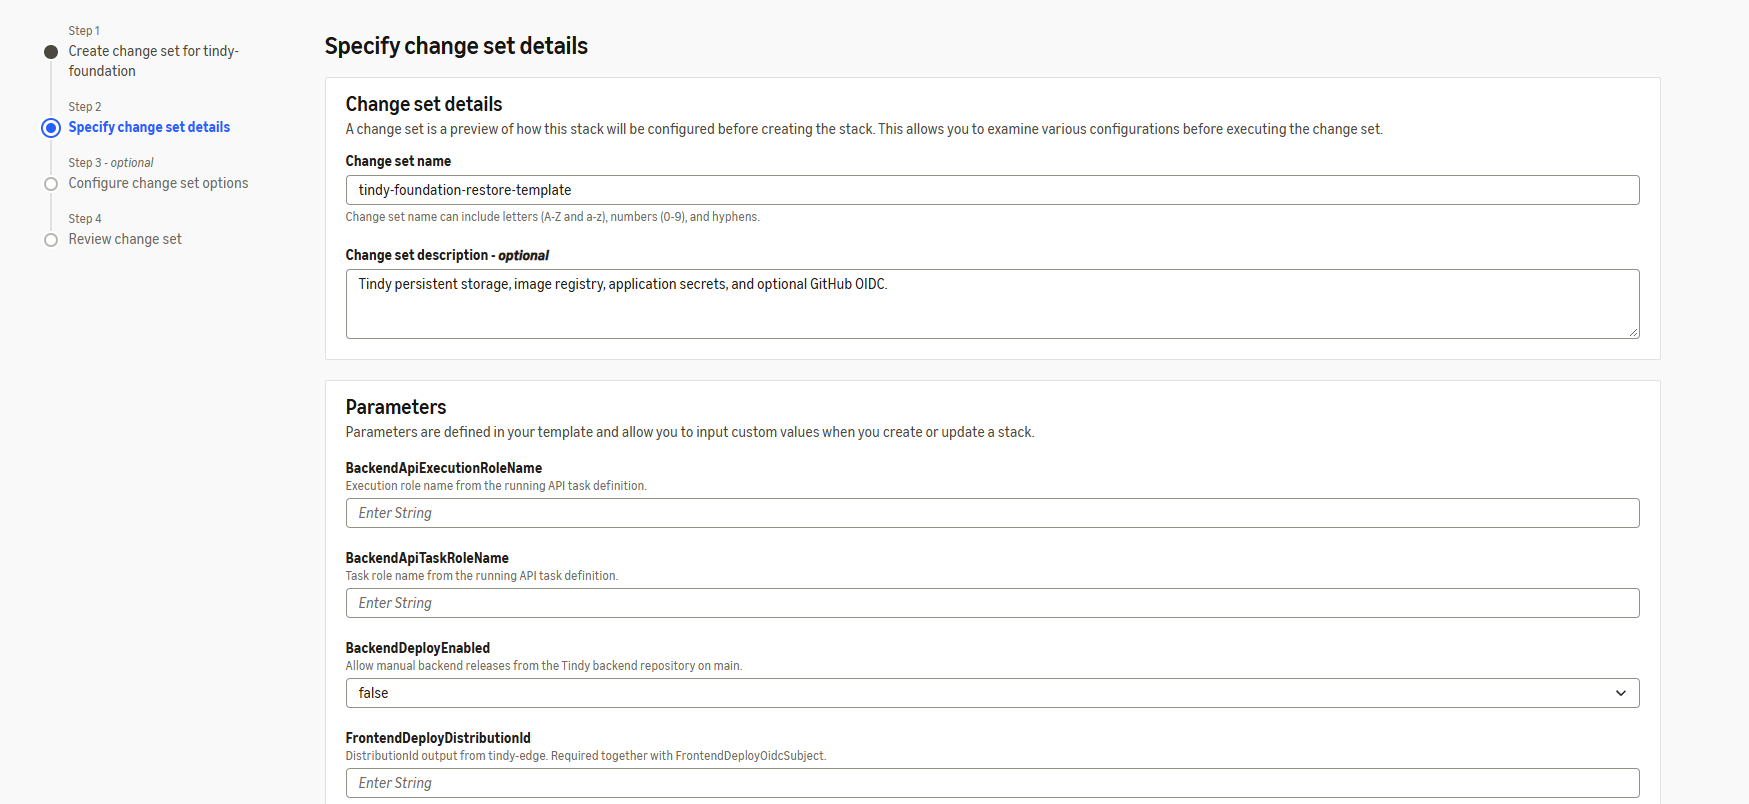 Step 1
Create change set for tindy-
foundation
Step 2
Specify change set details
Step 3 - optional
Configure change set options
Step 4
Review change set
Specify change set details
Change set details
A change set is a preview of how this stack will be configured before creating the stack. This allows you to examine various configurations before executing the change set.
Change set name
tindy-foundation-restore-template
Change set name can include letters (A-Z and a-z), numbers (0-9), and hyphens.
Change set description - optional
Tindy persistent storage, image registry, application secrets, and optional GitHub OIDC.
Parameters
Parameters are defined in your template and allow you to input custom values when you create or update a stack.
BackendApiExecutionRoleName
Execution role name from the running API task definition.
Enter String
BackendApiTaskRoleName
Task role name from the running API task definition.
Enter String
BackendDeployEnabled
Allow manual backend releases from the Tindy backend repository on main.
false
FrontendDeployDistributionId
DistributionId output from tindy-edge. Required together with FrontendDeployOidcSubject.
Enter String